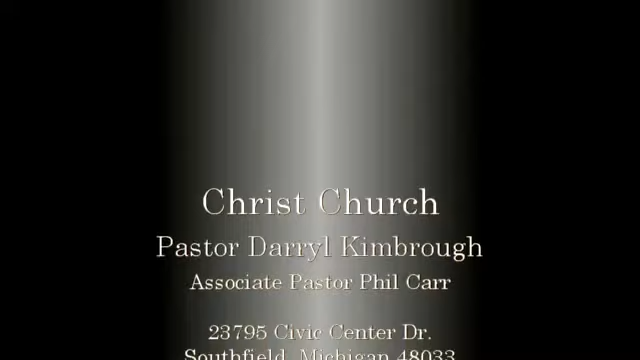 Christ Church
Pastor Darryl Kimbrough
Associate Pastor Phil Carr
23795 Civic Center Dr.
Southfield, Michigan 48033